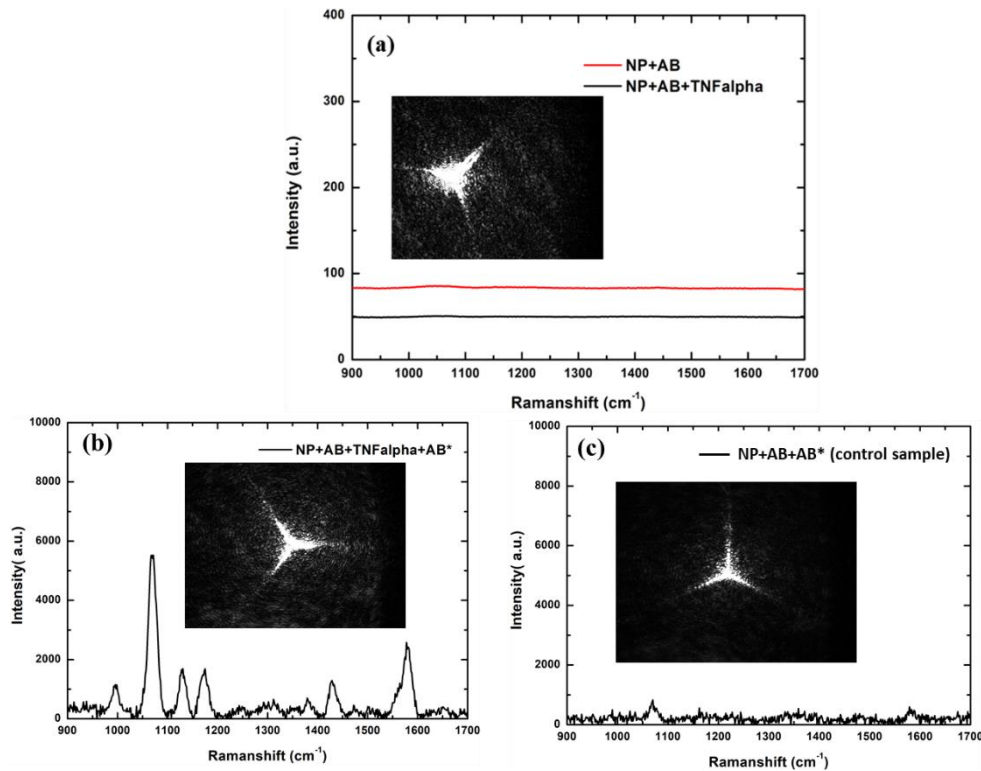 (a)
NP+AB
NP+AB+TNFalpha
400
300
200
100
0
Intensity (a.u.)
900 1000 1100 1200 1300 1400 1500 1600 1700
Ramanshift (cm⁻¹)
(b)
NP+AB+TNFalpha+AB*
10000
8000
6000
4000
2000
0
Intensity( a.u.)
900 1000 1100 1200 1300 1400 1500 1600 1700
Ramanshift (cm⁻¹)
(c)
NP+AB+AB* (control sample)
10000
8000
6000
4000
2000
0
Intensity( a.u.)
900 1000 1100 1200 1300 1400 1500 1600 1700
Ramanshift (cm⁻¹)